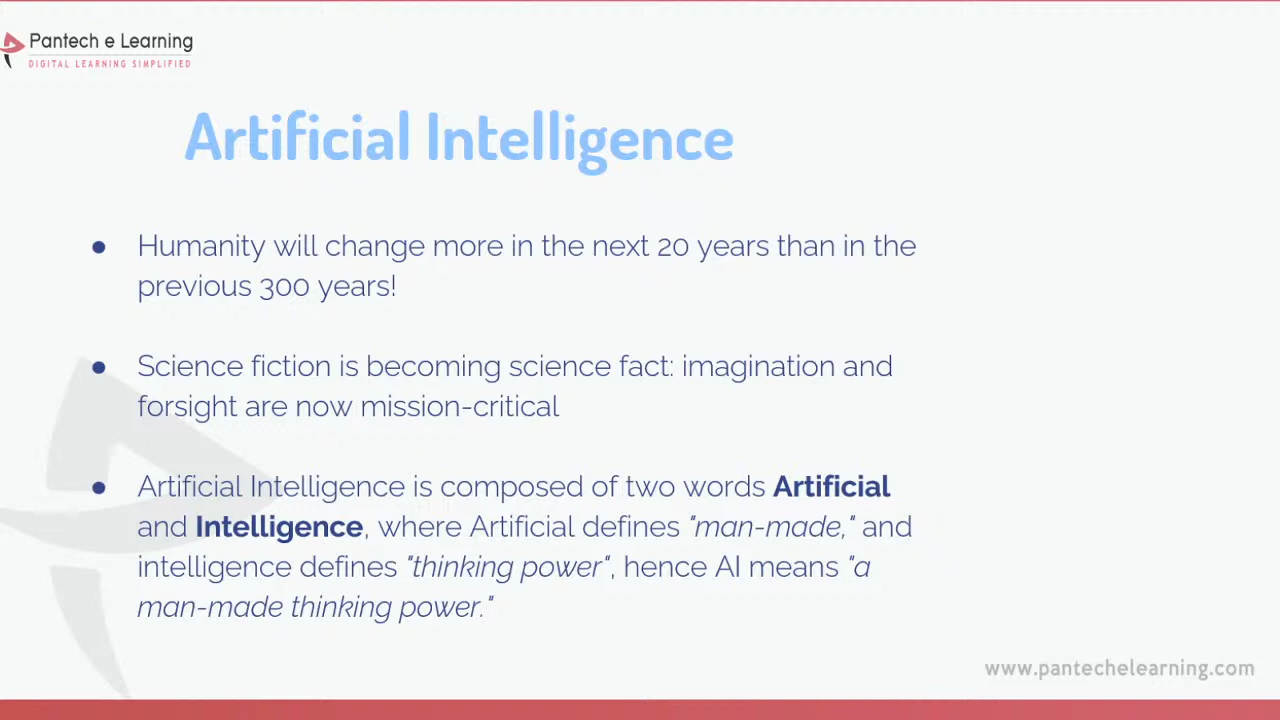 Pantech e Learning
DIGITAL LEARNING SIMPLIFIED
Artificial Intelligence
● Humanity will change more in the next 20 years than in the
previous 300 years!
● Science fiction is becoming science fact: imagination and
forsight are now mission-critical
● Artificial Intelligence is composed of two words Artificial
and Intelligence, where Artificial defines "man-made," and
intelligence defines "thinking power", hence AI means "a
man-made thinking power."
www.pantechelearning.com